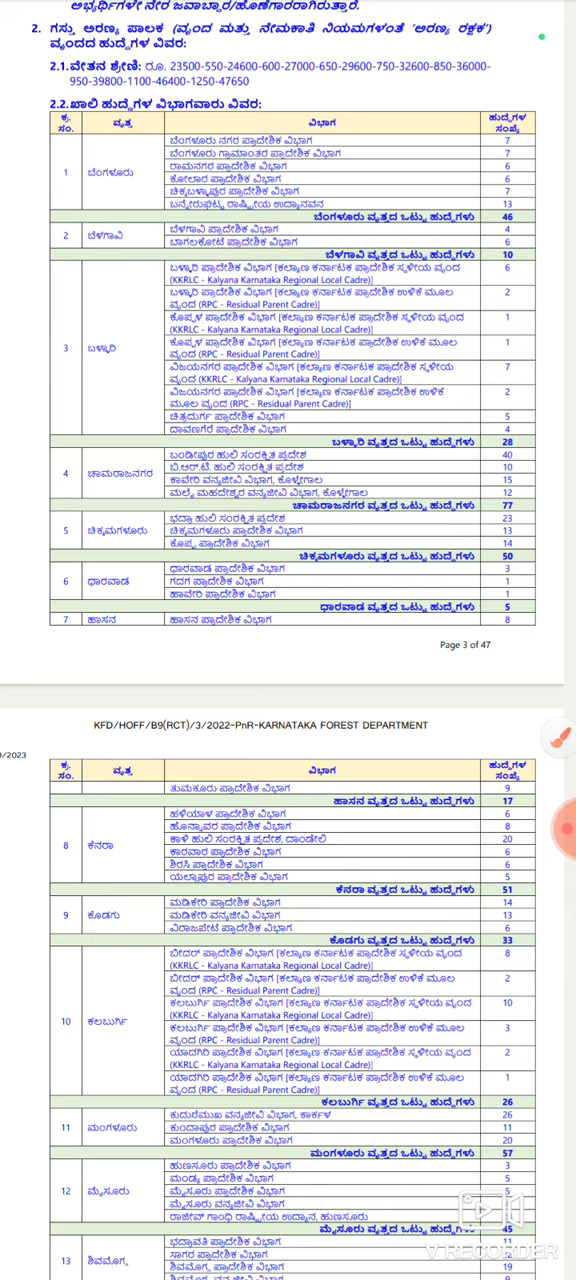 ಅಭ್ಯರ್ಥಿಗಳೇ ನೇರ ಜವಾಬ್ದಾರ/ಹೊಣೆಗಾರರಾಗಿರುತ್ತಾರೆ.
2. ಗಸ್ತು ಅರಣ್ಯ ಪಾಲಕ (ವೃಂದ ಮತ್ತು ನೇಮಕಾತಿ ನಿಯಮಗಳಂತೆ 'ಅರಣ್ಯ ರಕ್ಷಕ')
ವೃಂದದ ಹುದ್ದೆಗಳ ವಿವರ:
2.1.ವೇತನ ಶ್ರೇಣಿ: ರೂ. 23500-550-24600-600-27000-650-29600-750-32600-850-36000-
950-39800-1100-46400-1250-47650
2.2.ಖಾಲಿ ಹುದ್ದೆಗಳ ವಿಭಾಗವಾರು ವಿವರ:
ಕ್ರ. ಸಂ. ವೃತ್ತ ವಿಭಾಗ ಹುದ್ದೆಗಳ ಸಂಖ್ಯೆ
1 ಬೆಂಗಳೂರು ಬೆಂಗಳೂರು ನಗರ ಪ್ರಾದೇಶಿಕ ವಿಭಾಗ 7
ಬೆಂಗಳೂರು ಗ್ರಾಮಾಂತರ ಪ್ರಾದೇಶಿಕ ವಿಭಾಗ 7
ರಾಮನಗರ ಪ್ರಾದೇಶಿಕ ವಿಭಾಗ 6
ಕೋಲಾರ ಪ್ರಾದೇಶಿಕ ವಿಭಾಗ 6
ಚಿಕ್ಕಬಳ್ಳಾಪುರ ಪ್ರಾದೇಶಿಕ ವಿಭಾಗ 7
ಬನ್ನೇರುಘಟ್ಟ ರಾಷ್ಟ್ರೀಯ ಉದ್ಯಾನವನ 13
ಬೆಂಗಳೂರು ವೃತ್ತದ ಒಟ್ಟು ಹುದ್ದೆಗಳು 46
2 ಬೆಳಗಾವಿ ಬೆಳಗಾವಿ ಪ್ರಾದೇಶಿಕ ವಿಭಾಗ 4
ಬಾಗಲಕೋಟೆ ಪ್ರಾದೇಶಿಕ ವಿಭಾಗ 6
ಬೆಳಗಾವಿ ವೃತ್ತದ ಒಟ್ಟು ಹುದ್ದೆಗಳು 10
3 ಬಳ್ಳಾರಿ ಬಳ್ಳಾರಿ ಪ್ರಾದೇಶಿಕ ವಿಭಾಗ [ಕಲ್ಯಾಣ ಕರ್ನಾಟಕ ಪ್ರಾದೇಶಿಕ ಸ್ಥಳೀಯ ವೃಂದ 6
(KKRLC - Kalyana Karnataka Regional Local Cadre)]
ಬಳ್ಳಾರಿ ಪ್ರಾದೇಶಿಕ ವಿಭಾಗ [ಕಲ್ಯಾಣ ಕರ್ನಾಟಕ ಪ್ರಾದೇಶಿಕ ಉಳಿಕೆ ಮೂಲ 2
ವೃಂದ (RPC - Residual Parent Cadre)]
ಕೊಪ್ಪಳ ಪ್ರಾದೇಶಿಕ ವಿಭಾಗ [ಕಲ್ಯಾಣ ಕರ್ನಾಟಕ ಪ್ರಾದೇಶಿಕ ಸ್ಥಳೀಯ ವೃಂದ 1
(KKRLC - Kalyana Karnataka Regional Local Cadre)]
ಕೊಪ್ಪಳ ಪ್ರಾದೇಶಿಕ ವಿಭಾಗ [ಕಲ್ಯಾಣ ಕರ್ನಾಟಕ ಪ್ರಾದೇಶಿಕ ಉಳಿಕೆ ಮೂಲ 1
ವೃಂದ (RPC - Residual Parent Cadre)]
ವಿಜಯನಗರ ಪ್ರಾದೇಶಿಕ ವಿಭಾಗ [ಕಲ್ಯಾಣ ಕರ್ನಾಟಕ ಪ್ರಾದೇಶಿಕ ಸ್ಥಳೀಯ 7
ವೃಂದ (KKRLC - Kalyana Karnataka Regional Local Cadre)]
ವಿಜಯನಗರ ಪ್ರಾದೇಶಿಕ ವಿಭಾಗ [ಕಲ್ಯಾಣ ಕರ್ನಾಟಕ ಪ್ರಾದೇಶಿಕ ಉಳಿಕೆ 2
ಮೂಲ ವೃಂದ (RPC - Residual Parent Cadre)]
ಚಿತ್ರದುರ್ಗ ಪ್ರಾದೇಶಿಕ ವಿಭಾಗ 5
ದಾವಣಗೆರೆ ಪ್ರಾದೇಶಿಕ ವಿಭಾಗ 4
ಬಳ್ಳಾರಿ ವೃತ್ತದ ಒಟ್ಟು ಹುದ್ದೆಗಳು 28
4 ಚಾಮರಾಜನಗರ ಬಂಡೀಪುರ ಹುಲಿ ಸಂರಕ್ಷಿತ ಪ್ರದೇಶ 40
ಬಿ.ಆರ್.ಟಿ. ಹುಲಿ ಸಂರಕ್ಷಿತ ಪ್ರದೇಶ 10
ಕಾವೇರಿ ವನ್ಯಜೀವಿ ವಿಭಾಗ, ಕೊಳ್ಳೇಗಾಲ 15
ಮಲೈ ಮಹದೇಶ್ವರ ವನ್ಯಜೀವಿ ವಿಭಾಗ, ಕೊಳ್ಳೇಗಾಲ 12
ಚಾಮರಾಜನಗರ ವೃತ್ತದ ಒಟ್ಟು ಹುದ್ದೆಗಳು 77
5 ಚಿಕ್ಕಮಗಳೂರು ಭದ್ರಾ ಹುಲಿ ಸಂರಕ್ಷಿತ ಪ್ರದೇಶ 23
ಚಿಕ್ಕಮಗಳೂರು ಪ್ರಾದೇಶಿಕ ವಿಭಾಗ 13
ಕೊಪ್ಪ ಪ್ರಾದೇಶಿಕ ವಿಭಾಗ 14
ಚಿಕ್ಕಮಗಳೂರು ವೃತ್ತದ ಒಟ್ಟು ಹುದ್ದೆಗಳು 50
6 ಧಾರವಾಡ ಧಾರವಾಡ ಪ್ರಾದೇಶಿಕ ವಿಭಾಗ 3
ಗದಗ ಪ್ರಾದೇಶಿಕ ವಿಭಾಗ 1
ಹಾವೇರಿ ಪ್ರಾದೇಶಿಕ ವಿಭಾಗ 1
ಧಾರವಾಡ ವೃತ್ತದ ಒಟ್ಟು ಹುದ್ದೆಗಳು 5
7 ಹಾಸನ ಹಾಸನ ಪ್ರಾದೇಶಿಕ ವಿಭಾಗ 8
Page 3 of 47
KFD/HOFF/B9(RCT)/3/2022-PnR-KARNATAKA FOREST DEPARTMENT
/2023
ಕ್ರ. ಸಂ. ವೃತ್ತ ವಿಭಾಗ ಹುದ್ದೆಗಳ ಸಂಖ್ಯೆ
ತುಮಕೂರು ಪ್ರಾದೇಶಿಕ ವಿಭಾಗ 9
ಹಾಸನ ವೃತ್ತದ ಒಟ್ಟು ಹುದ್ದೆಗಳು 17
8 ಕೆನರಾ ಹಳಿಯಾಳ ಪ್ರಾದೇಶಿಕ ವಿಭಾಗ 6
ಹೊನ್ನಾವರ ಪ್ರಾದೇಶಿಕ ವಿಭಾಗ 8
ಕಾಳಿ ಹುಲಿ ಸಂರಕ್ಷಿತ ಪ್ರದೇಶ, ದಾಂಡೇಲಿ 20
ಕಾರವಾರ ಪ್ರಾದೇಶಿಕ ವಿಭಾಗ 6
ಶಿರಸಿ ಪ್ರಾದೇಶಿಕ ವಿಭಾಗ 6
ಯಲ್ಲಾಪುರ ಪ್ರಾದೇಶಿಕ ವಿಭಾಗ 5
ಕೆನರಾ ವೃತ್ತದ ಒಟ್ಟು ಹುದ್ದೆಗಳು 51
9 ಕೊಡಗು ಮಡಿಕೇರಿ ಪ್ರಾದೇಶಿಕ ವಿಭಾಗ 14
ಮಡಿಕೇರಿ ವನ್ಯಜೀವಿ ವಿಭಾಗ 13
ವಿರಾಜಪೇಟೆ ಪ್ರಾದೇಶಿಕ ವಿಭಾಗ 6
ಕೊಡಗು ವೃತ್ತದ ಒಟ್ಟು ಹುದ್ದೆಗಳು 33
10 ಕಲಬುರ್ಗಿ ಬೀದರ್ ಪ್ರಾದೇಶಿಕ ವಿಭಾಗ [ಕಲ್ಯಾಣ ಕರ್ನಾಟಕ ಪ್ರಾದೇಶಿಕ ಸ್ಥಳೀಯ ವೃಂದ 8
(KKRLC - Kalyana Karnataka Regional Local Cadre)]
ಬೀದರ್ ಪ್ರಾದೇಶಿಕ ವಿಭಾಗ [ಕಲ್ಯಾಣ ಕರ್ನಾಟಕ ಪ್ರಾದೇಶಿಕ ಉಳಿಕೆ ಮೂಲ 2
ವೃಂದ (RPC - Residual Parent Cadre)]
ಕಲಬುರ್ಗಿ ಪ್ರಾದೇಶಿಕ ವಿಭಾಗ [ಕಲ್ಯಾಣ ಕರ್ನಾಟಕ ಪ್ರಾದೇಶಿಕ ಸ್ಥಳೀಯ ವೃಂದ 10
(KKRLC - Kalyana Karnataka Regional Local Cadre)]
ಕಲಬುರ್ಗಿ ಪ್ರಾದೇಶಿಕ ವಿಭಾಗ [ಕಲ್ಯಾಣ ಕರ್ನಾಟಕ ಪ್ರಾದೇಶಿಕ ಉಳಿಕೆ ಮೂಲ 3
ವೃಂದ (RPC - Residual Parent Cadre)]
ಯಾದಗಿರಿ ಪ್ರಾದೇಶಿಕ ವಿಭಾಗ [ಕಲ್ಯಾಣ ಕರ್ನಾಟಕ ಪ್ರಾದೇಶಿಕ ಸ್ಥಳೀಯ ವೃಂದ 2
(KKRLC - Kalyana Karnataka Regional Local Cadre)]
ಯಾದಗಿರಿ ಪ್ರಾದೇಶಿಕ ವಿಭಾಗ [ಕಲ್ಯಾಣ ಕರ್ನಾಟಕ ಪ್ರಾದೇಶಿಕ ಉಳಿಕೆ ಮೂಲ 1
ವೃಂದ (RPC - Residual Parent Cadre)]
ಕಲಬುರ್ಗಿ ವೃತ್ತದ ಒಟ್ಟು ಹುದ್ದೆಗಳು 26
11 ಮಂಗಳೂರು ಕುದುರೆಮುಖ ವನ್ಯಜೀವಿ ವಿಭಾಗ, ಕಾರ್ಕಳ 26
ಕುಂದಾಪುರ ಪ್ರಾದೇಶಿಕ ವಿಭಾಗ 11
ಮಂಗಳೂರು ಪ್ರಾದೇಶಿಕ ವಿಭಾಗ 20
ಮಂಗಳೂರು ವೃತ್ತದ ಒಟ್ಟು ಹುದ್ದೆಗಳು 57
12 ಮೈಸೂರು ಹುಣಸೂರು ಪ್ರಾದೇಶಿಕ ವಿಭಾಗ 3
ಮಂಡ್ಯ ಪ್ರಾದೇಶಿಕ ವಿಭಾಗ 5
ಮೈಸೂರು ಪ್ರಾದೇಶಿಕ ವಿಭಾಗ 5
ಮೈಸೂರು ವನ್ಯಜೀವಿ ವಿಭಾಗ
ರಾಜೀವ್ ಗಾಂಧಿ ರಾಷ್ಟ್ರೀಯ ಉದ್ಯಾನ, ಹುಣಸೂರು
ಮೈಸೂರು ವೃತ್ತದ ಒಟ್ಟು ಹುದ್ದೆಗಳು 45
13 ಶಿವಮೊಗ್ಗ ಭದ್ರಾವತಿ ಪ್ರಾದೇಶಿಕ ವಿಭಾಗ 11
ಸಾಗರ ಪ್ರಾದೇಶಿಕ ವಿಭಾಗ 12
ಶಿವಮೊಗ್ಗ ಪ್ರಾದೇಶಿಕ ವಿಭಾಗ 19
ಶಿವಮೊಗ್ಗ ವನ್ಯಜೀವಿ ವಿಭಾಗ
V RECORDER